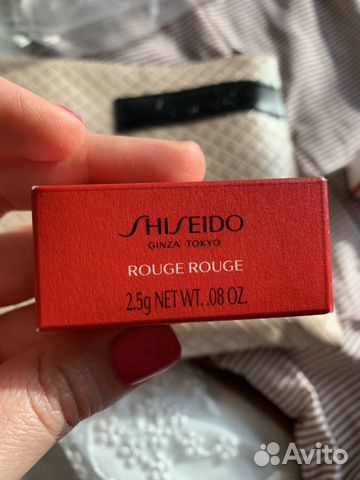 SHISEIDO
GINZA TOKYO
ROUGE ROUGE
2.5g NET WT. .08 OZ.
Avito